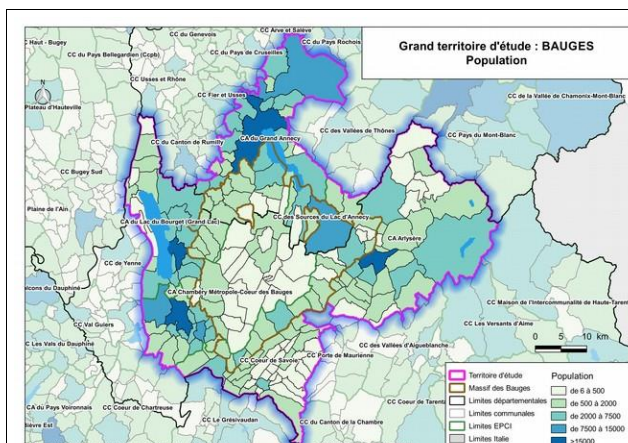 Grand territoire d'étude : BAUGES
Population
CC du Genevois
CC Arve et Salève
CC Haut - Bugey
CC du Pays Rochois
CC du Pays Bellegardien (Ccpb)
CC du Pays de Cruseilles
CC Usses et Rhône
CC de la Vallée de Chamonix-Mont-Blanc
CC Fier et Usses
Plateau d'Hauteville
CC des Vallées de Thônes
CA du Grand Annecy
CC Pays du Mont-Blanc
CC du Canton de Rumilly
CC Bugey Sud
Plaine de l'Ain
CA du Lac du Bourget (Grand Lac)
CC des Sources du Lac d'Annecy
CA Arlysère
CC de Yenne
CA Chambéry Métropole-Coeur des Bauges
CC Maison de l'Intercommunalité de Haute-Taren
CC Val Guiers
CC Les Versants d'Aime
CC Les Vals du Dauphiné
CC des Vallées d'Aigueblanche
CC Porte de Maurienne
CC Coeur de Savoie
0 5 10 km
CA du Pays Voironnais
CC Coeur de Chartreuse
CC Coeur de Tarenta
CC Le Grésivaudan
CC du Canton de la Chambre
Territoire d'étude
Massif des Bauges
Limites départementales
Limites communales
Limites EPCI
Limites Italie
Population
de 6 à 500
de 500 à 2000
de 2000 à 7500
de 7500 à 15000
>15000